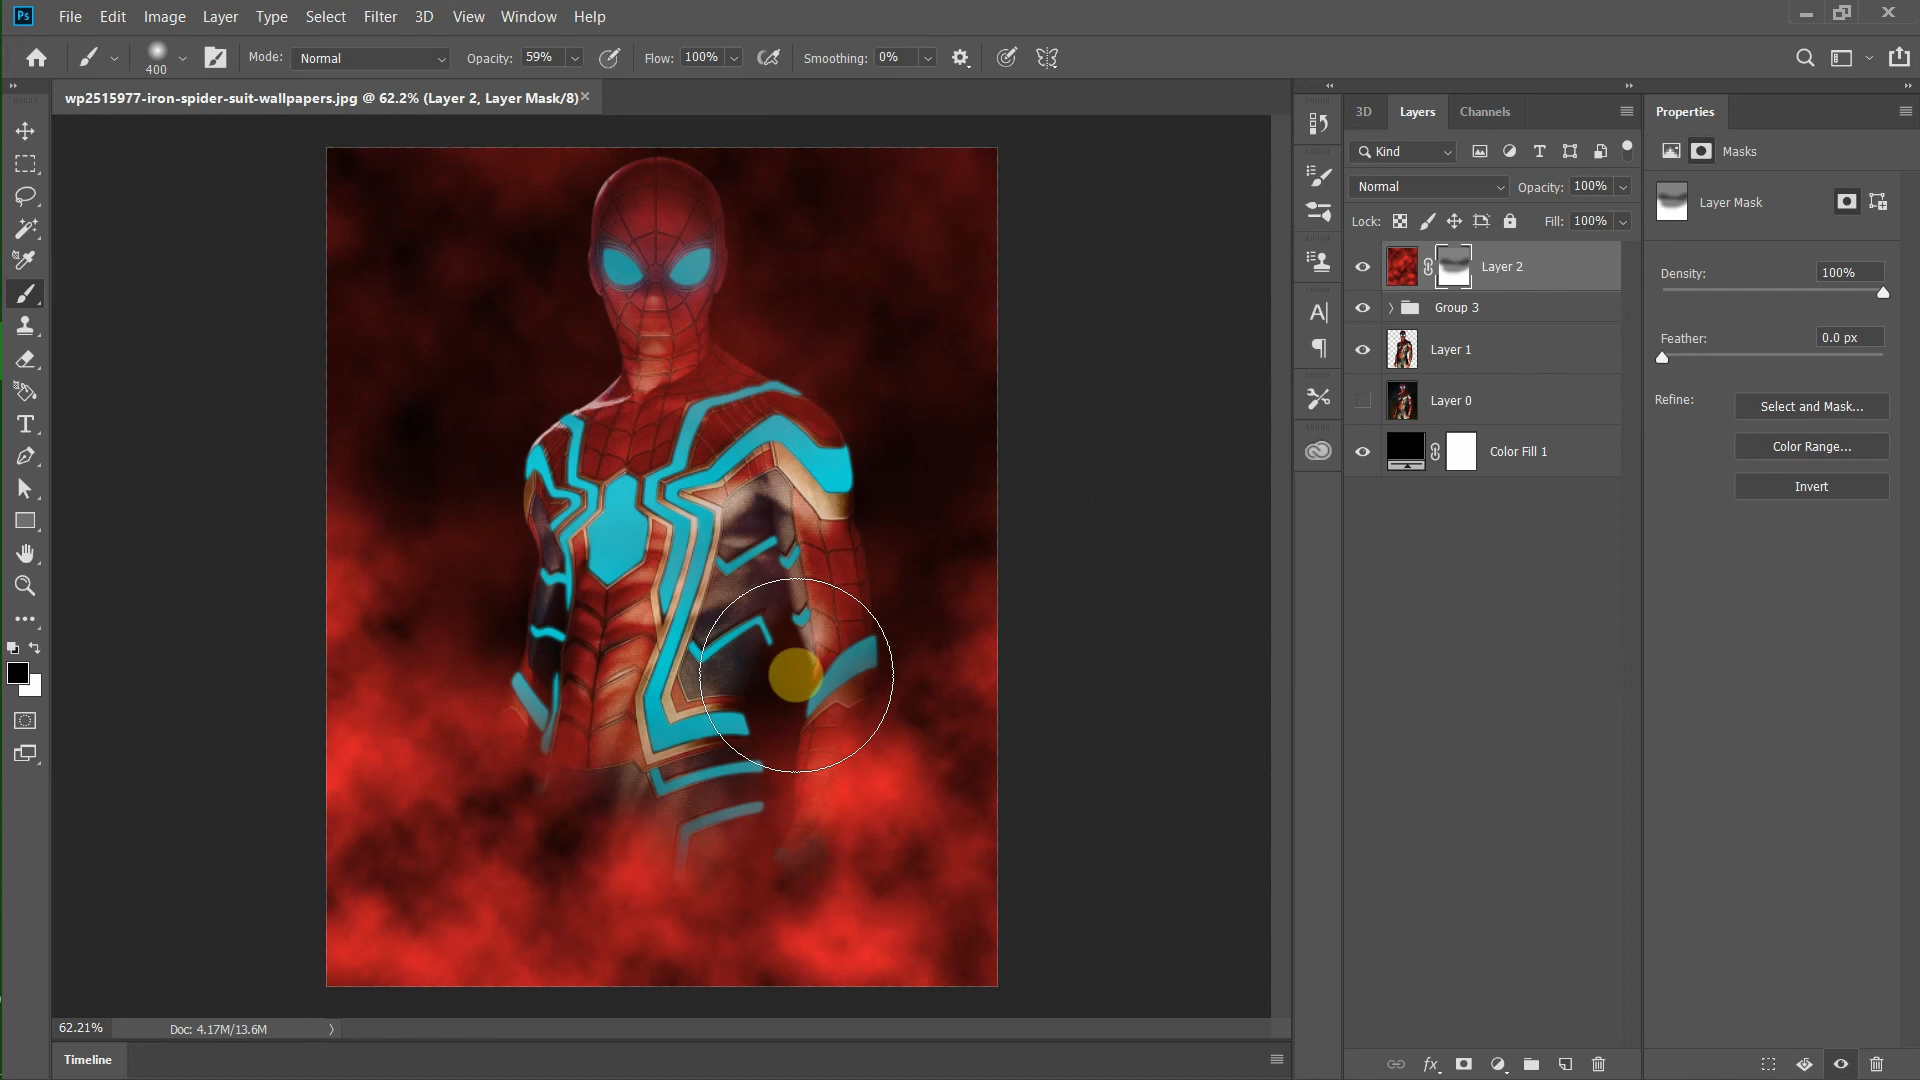 Ps File Edit Image Layer Type Select Filter 3D View Window Help
400 Mode: Normal Opacity: 59% Flow: 100% Smoothing: 0%
wp2515977-iron-spider-suit-wallpapers.jpg @ 62.2% (Layer 2, Layer Mask/8)
3D Layers Channels
Kind
Normal Opacity: 100%
Lock: Fill: 100%
Layer 2
Group 3
Layer 1
Layer 0
Color Fill 1
Properties
Masks
Layer Mask
Density: 100%
Feather: 0.0 px
Refine: Select and Mask...
Color Range...
Invert
62.21% Doc: 4.17M/13.6M
Timeline
fx